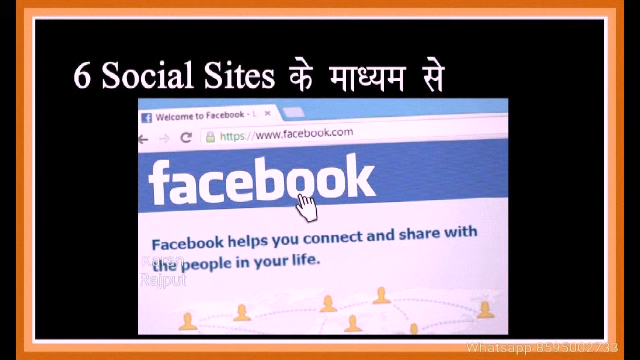 6 Social Sites के माध्यम से
Welcome to Facebook - L
https://www.facebook.com
facebook
Facebook helps you connect and share with
the people in your life.
Karan
Rajput
Whatsapp:8595002733